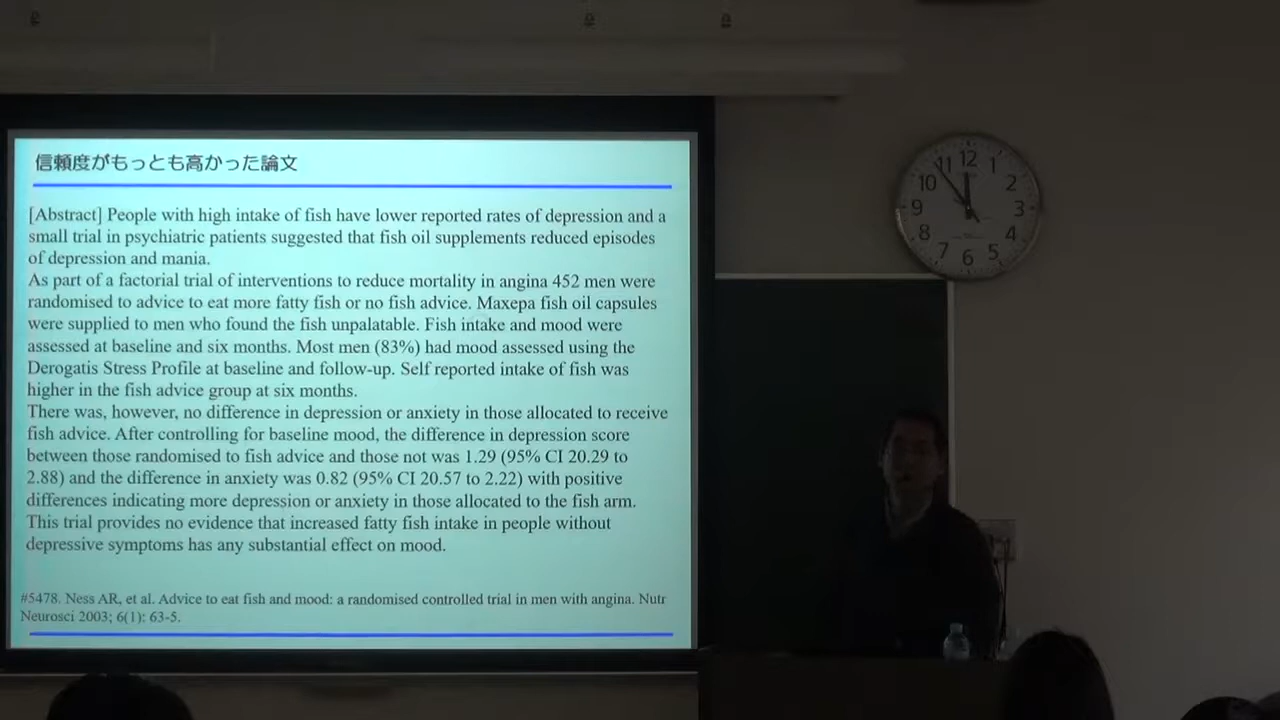 信頼度がもっとも高かった論文
[Abstract] People with high intake of fish have lower reported rates of depression and a
small trial in psychiatric patients suggested that fish oil supplements reduced episodes
of depression and mania.
As part of a factorial trial of interventions to reduce mortality in angina 452 men were
randomised to advice to eat more fatty fish or no fish advice. Maxepa fish oil capsules
were supplied to men who found the fish unpalatable. Fish intake and mood were
assessed at baseline and six months. Most men (83%) had mood assessed using the
Derogatis Stress Profile at baseline and follow-up. Self reported intake of fish was
higher in the fish advice group at six months.
There was, however, no difference in depression or anxiety in those allocated to receive
fish advice. After controlling for baseline mood, the difference in depression score
between those randomised to fish advice and those not was 1.29 (95% CI 20.29 to
2.88) and the difference in anxiety was 0.82 (95% CI 20.57 to 2.22) with positive
differences indicating more depression or anxiety in those allocated to the fish arm.
This trial provides no evidence that increased fatty fish intake in people without
depressive symptoms has any substantial effect on mood.
#5478. Ness AR, et al. Advice to eat fish and mood: a randomised controlled trial in men with angina. Nutr
Neurosci 2003; 6(1): 63-5.
12
1
2
3
4
5
6
7
8
9
10
11